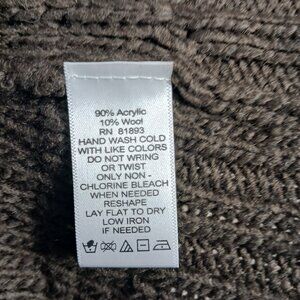 90% Acrylic
10% Wool
RN 81893
HAND WASH COLD
WITH LIKE COLORS
DO NOT WRING
OR TWIST
ONLY NON -
CHLORINE BLEACH
WHEN NEEDED
RESHAPE
LAY FLAT TO DRY
LOW IRON
IF NEEDED